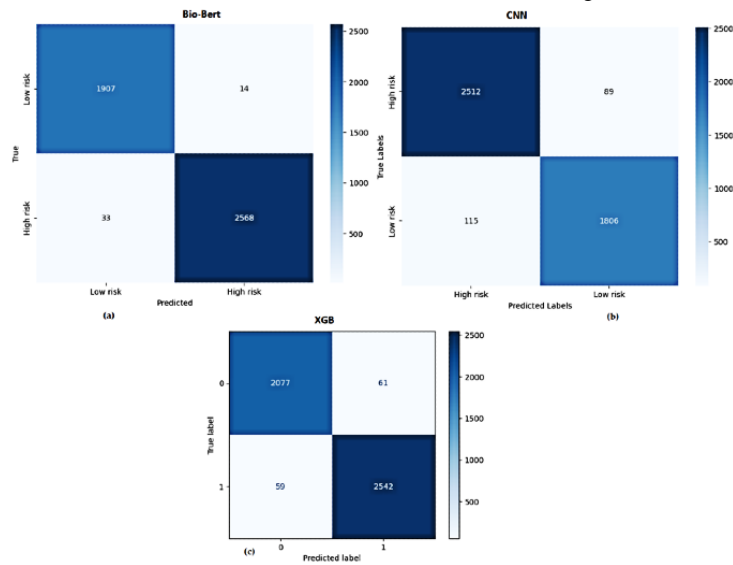 Bio-Bert
Low risk
1907
14
2500
2000
True
1500
1000
High risk
33
2568
500
Low risk
High risk
Predicted
(a)
CNN
High risk
2512
89
2500
2000
True Labels
1500
1000
Low risk
115
1806
500
High risk
Low risk
Predicted Labels
(b)
XGB
0
2077
61
2500
2000
True label
1500
1000
1
59
2542
500
0
1
(c)
Predicted label